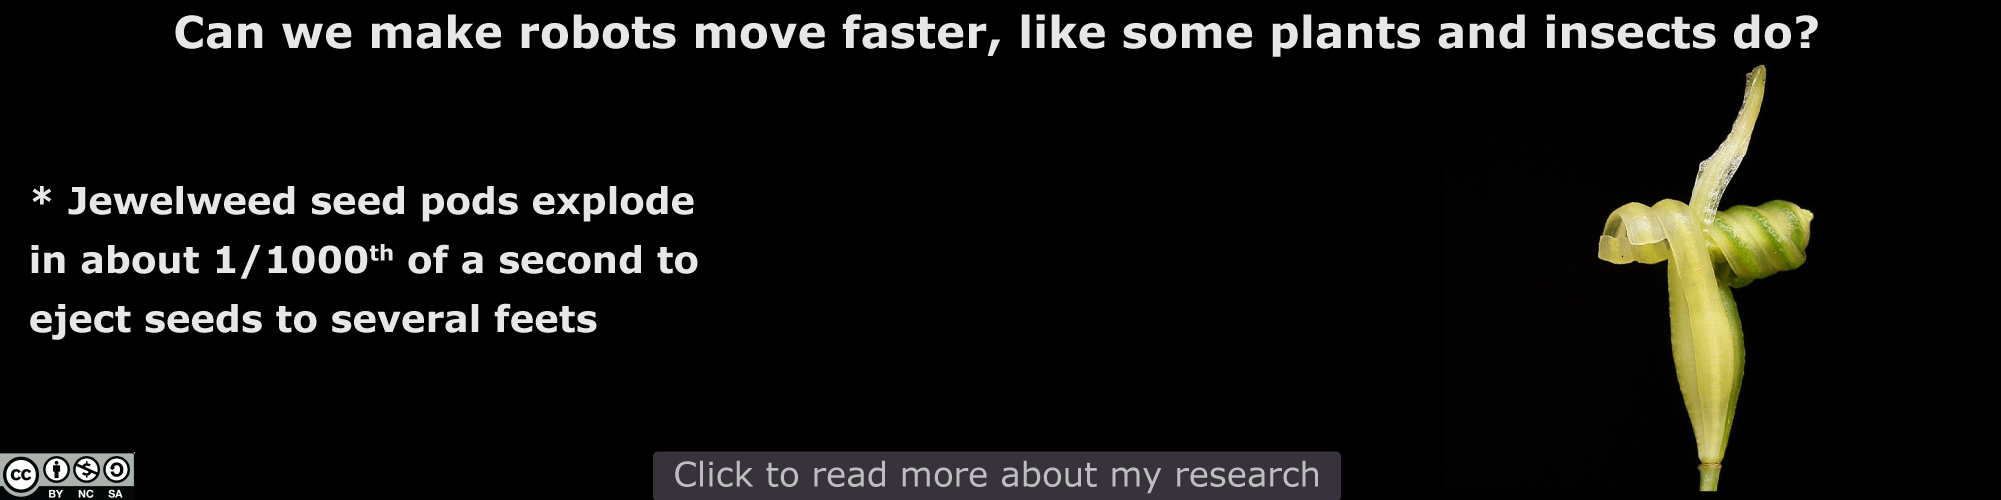 Can we make robots move faster, like some plants and insects do?
* Jewelweed seed pods explode
in about 1/1000th of a second to
eject seeds to several feets
Click to read more about my research
cc
BY NC SA